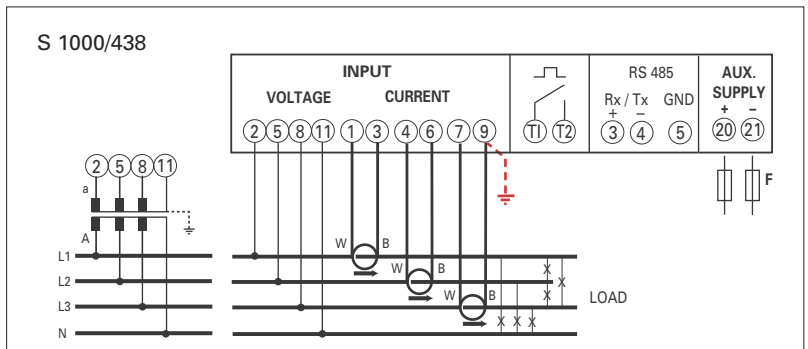 S 1000/438
INPUT
VOLTAGE CURRENT
RS 485
Rx / Tx GND
+ −
AUX.
SUPPLY
+ −
2 5 8 11 1 3 4 6 7 9 T1 T2 3 4 5 20 21
2 5 8 11
F
a
A
W B
L1
W B
L2
W B
L3
LOAD
N
X
X
X
X X X